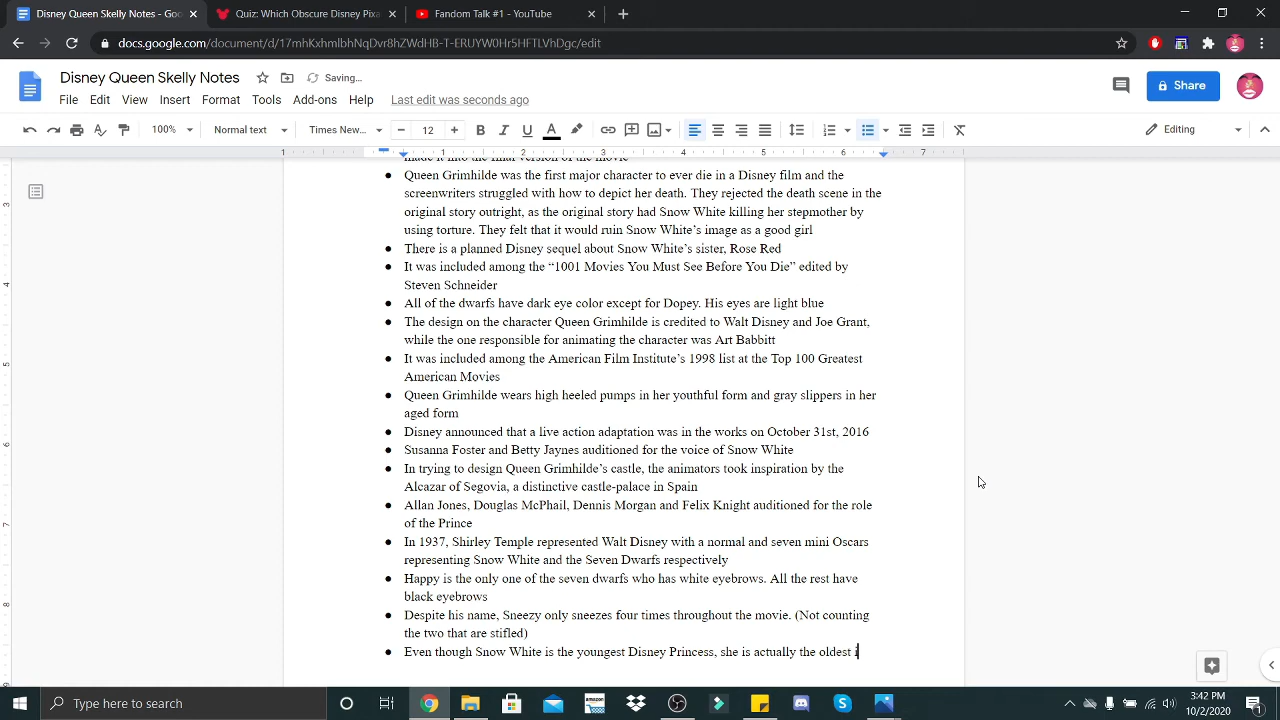 Disney Queen Skelly Notes - Goo
Quiz: Which Obscure Disney Pixa
Fandom Talk #1 - YouTube
docs.google.com/document/d/17mhKxhmlbhNqDvr8hZWdHB-T-ERUYW0Hr5HFTLVhDgc/edit
Disney Queen Skelly Notes
Saving...
File Edit View Insert Format Tools Add-ons Help Last edit was seconds ago
Share
100% Normal text Times New... 12 Editing
made it into the final version of the movie
Queen Grimhilde was the first major character to ever die in a Disney film and the
screenwriters struggled with how to depict her death. They rejected the death scene in the
original story outright, as the original story had Snow White killing her stepmother by
using torture. They felt that it would ruin Snow White's image as a good girl
There is a planned Disney sequel about Snow White's sister, Rose Red
It was included among the “1001 Movies You Must See Before You Die” edited by
Steven Schneider
All of the dwarfs have dark eye color except for Dopey. His eyes are light blue
The design on the character Queen Grimhilde is credited to Walt Disney and Joe Grant,
while the one responsible for animating the character was Art Babbitt
It was included among the American Film Institute's 1998 list at the Top 100 Greatest
American Movies
Queen Grimhilde wears high heeled pumps in her youthful form and gray slippers in her
aged form
Disney announced that a live action adaptation was in the works on October 31st, 2016
Susanna Foster and Betty Jaynes auditioned for the voice of Snow White
In trying to design Queen Grimhilde's castle, the animators took inspiration by the
Alcazar of Segovia, a distinctive castle-palace in Spain
Allan Jones, Douglas McPhail, Dennis Morgan and Felix Knight auditioned for the role
of the Prince
In 1937, Shirley Temple represented Walt Disney with a normal and seven mini Oscars
representing Snow White and the Seven Dwarfs respectively
Happy is the only one of the seven dwarfs who has white eyebrows. All the rest have
black eyebrows
Despite his name, Sneezy only sneezes four times throughout the movie. (Not counting
the two that are stifled)
Even though Snow White is the youngest Disney Princess, she is actually the oldest i
Type here to search
3:42 PM
10/2/2020